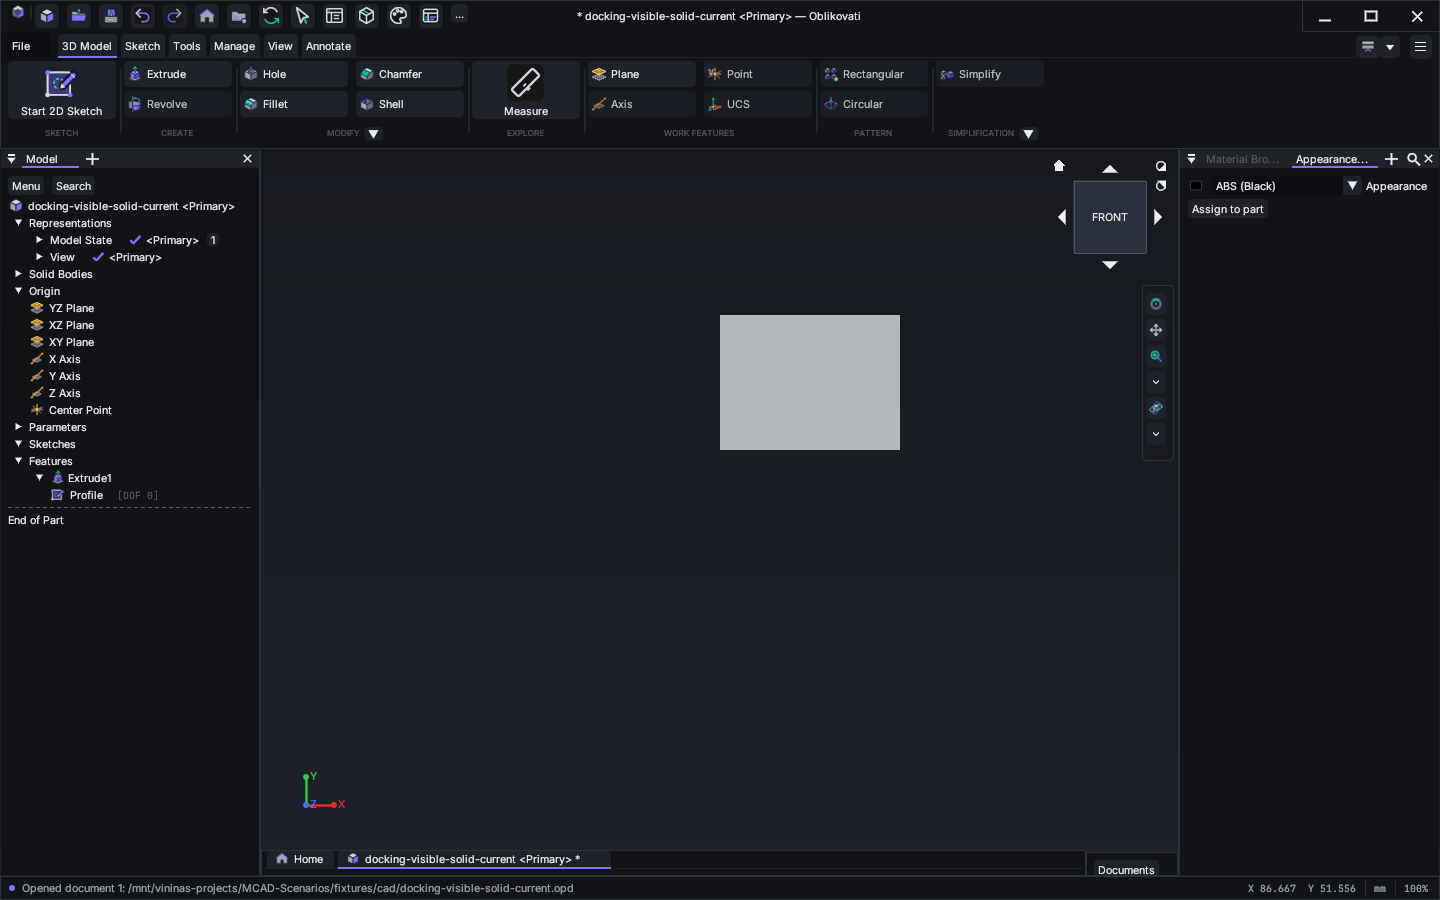 * docking-visible-solid-current <Primary> — Oblikovati
File
3D Model
Sketch
Tools
Manage
View
Annotate
Start 2D Sketch
Extrude
Revolve
Hole
Fillet
Chamfer
Shell
Measure
Plane
Axis
Point
UCS
Rectangular
Circular
Simplify
SKETCH
CREATE
MODIFY
EXPLORE
WORK FEATURES
PATTERN
SIMPLIFICATION
Model
Menu
Search
docking-visible-solid-current <Primary>
Representations
Model State <Primary> 1
View <Primary>
Solid Bodies
Origin
YZ Plane
XZ Plane
XY Plane
X Axis
Y Axis
Z Axis
Center Point
Parameters
Sketches
Features
Extrude1
Profile [DOF 0]
End of Part
FRONT
Y
Z
X
Material Bro...
Appearance...
ABS (Black)
Appearance
Assign to part
Home
docking-visible-solid-current <Primary> *
Documents
Opened document 1: /mnt/vininas-projects/MCAD-Scenarios/fixtures/cad/docking-visible-solid-current.opd
X 86.667 Y 51.556
mm
100%